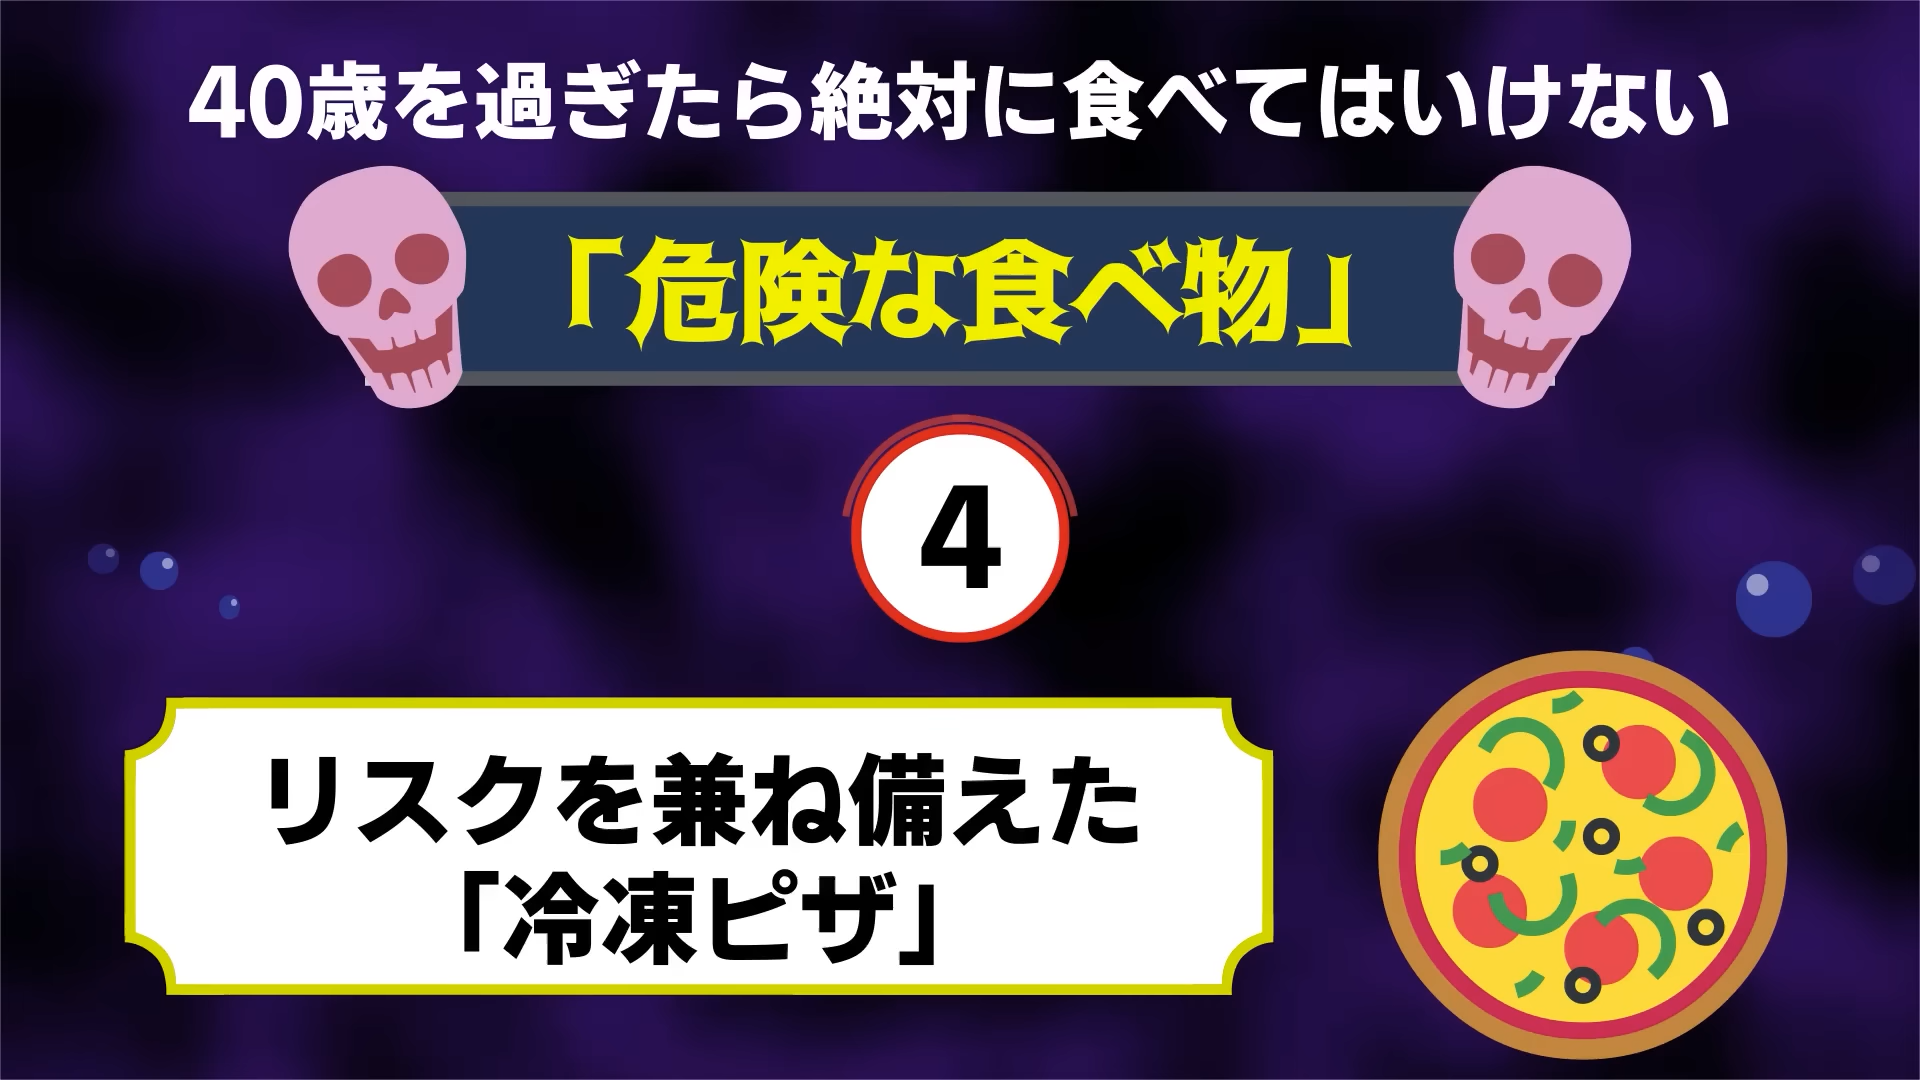 40歳を過ぎたら絶対に食べてはいけない
「危険な食べ物」
4
リスクを兼ね備えた
「冷凍ピザ」